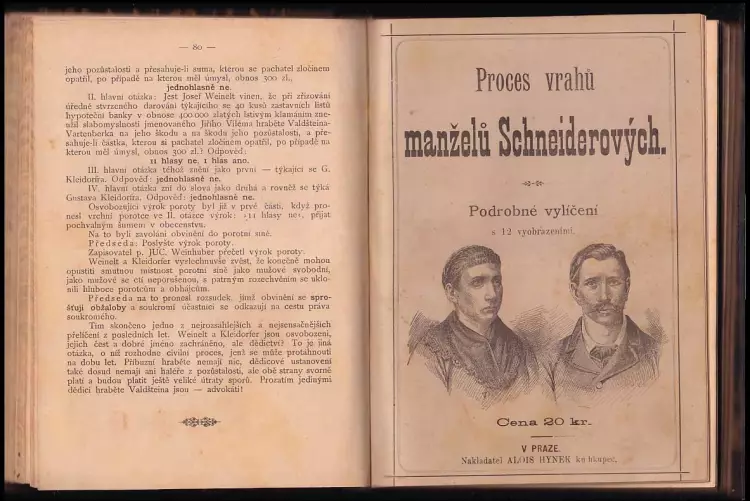 — 80 —
jeho pozůstalosti a přesahuje-li suma, kterou se pachatel zločinem
opatřil, po případě na kterou měl úmysl, obnos 300 zl.,
jednohlasně ne.
II. hlavní otázka: Jest Josef Weinelt vinen, že při zřizování
úředně stvrzeného darování týkajícího se 40 kusů zástavních listů
hypoteční banky v obnose 400.000 zlatých lstivým klamáním zne-
užil slabomyslnosti jmenovaného Jiřího Viléma hraběte Valdšteina-
Vartenberka na jeho škodu a na škodu jeho pozůstalosti, a pře-
sahuje-li částka, kterou si pachatel zločinem opatřil, po případě na
kterou měl úmysl, obnos 300 zl.? Odpověď:
11 hlasy ne, 1 hlas ano.
III. hlavní otázka téhož znění jako první — týkající se G.
Kleidorfra. Odpověď: jednohlasně ne.
IV. hlavní otázka zní do slova jako druhá a rovněž se týká
Gustava Kleidorfra. Odpověď: jednohlasně ne.
Osvobozující výrok poroty byl již v prvé části, když pro-
nesl vrchní porotce ve II. otázce výrok: »11 hlasy ne«, přijat
pochvalným šumem v obecenstvu.
Na to byli zavoláni obvinění do porotní síně.
Předseda: Poslyšte výrok poroty.
Zapisovatel p. JUC. Weinhuber přečetl výrok poroty.
Weinelt a Kleidorfer vyslechnuvše zvěst, že konečně mohou
opustiti smutnou místnost porotní síně jako mužové svobodní,
jako mužové se ctí neporušenou, s patrným rozechvěním se uklo-
nili hluboce porotcům a obhájcům.
Předseda na to pronesl rozsudek, jímž obvinění se spro-
šťují obžaloby a soukromí účastníci se odkazují na cestu práva
soukromého.
Tím skončeno jedno z nejrozsáhlejších a nejsensačnějších
přelíčení z posledních let. Weinelt a Kleidorfer jsou osvobozeni,
jejich čest a dobré jméno zachráněno, ale dědictví? To je jiná
otázka, o níž rozhodne civilní proces, jenž se může protáhnouti
na dobu let. Příbuzní hraběte nemají nic, dědicové ustanovení
také dosud nemají ani haléře z pozůstalosti, ale obě strany svorně
platí a budou platit ještě veliké útraty sporů. Prozatím jedinými
dědici hraběte Valdšteina jsou — advokáti!
Proces vrahů
manželů Schneiderových.
Podrobné vylíčení
s 12 vyobrazeními.
Cena 20 kr.
V PRAZE.
Nakladatel ALOIS HYNEK knihkupec.